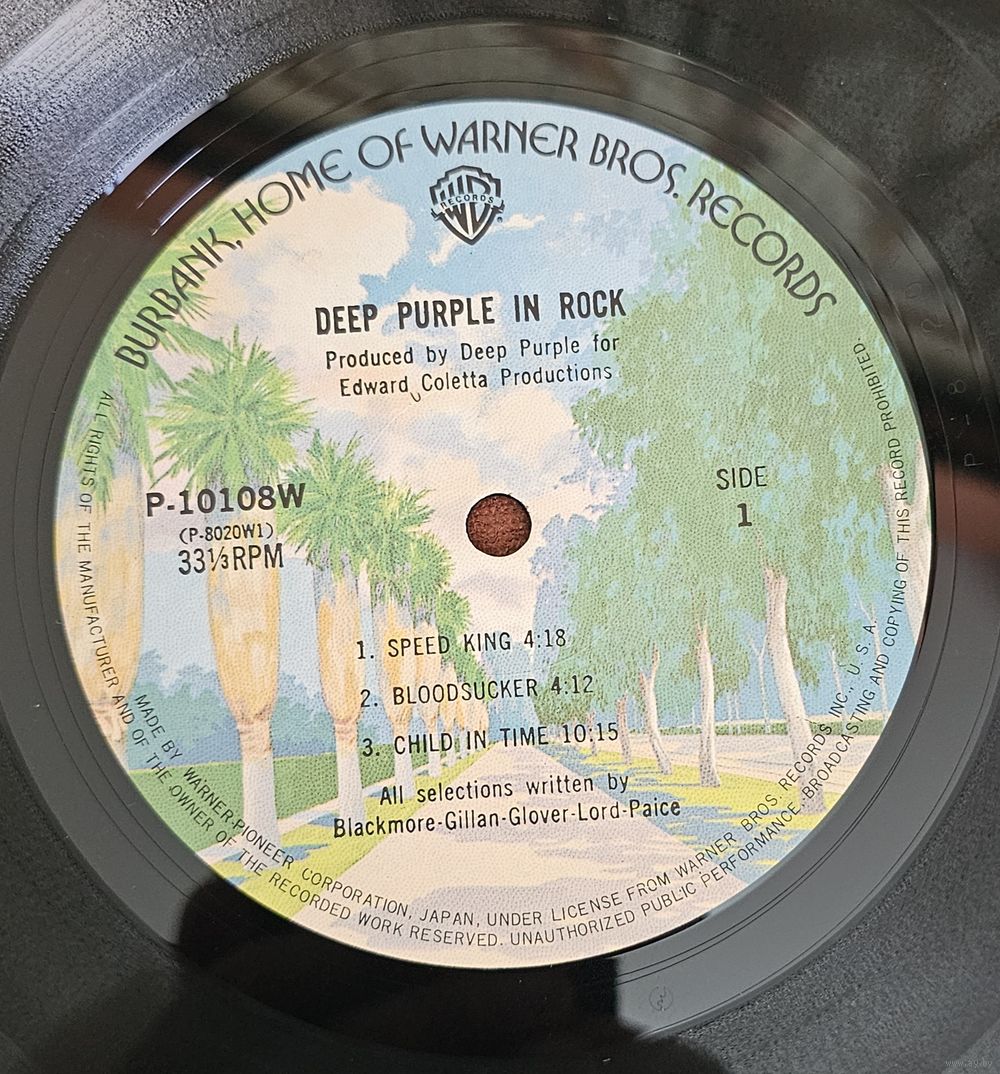 BURBANK, HOME OF WARNER BROS. RECORDS
RECORDS
DEEP PURPLE IN ROCK
Produced by Deep Purple for
Edward Coletta Productions
P-10108W
(P-8020W1)
33⅓RPM
SIDE
1
1. SPEED KING 4:18
2. BLOODSUCKER 4:12
3. CHILD IN TIME 10:15
All selections written by
Blackmore-Gillan-Glover-Lord-Paice
MADE BY WARNER-PIONEER CORPORATION, JAPAN, UNDER LICENSE FROM WARNER BROS. RECORDS INC., U. S. A.
ALL RIGHTS OF THE MANUFACTURER AND OF THE OWNER OF THE RECORDED WORK RESERVED. UNAUTHORIZED PUBLIC PERFORMANCE, BROADCASTING AND COPYING OF THIS RECORD PROHIBITED
P-8
www.ay.by